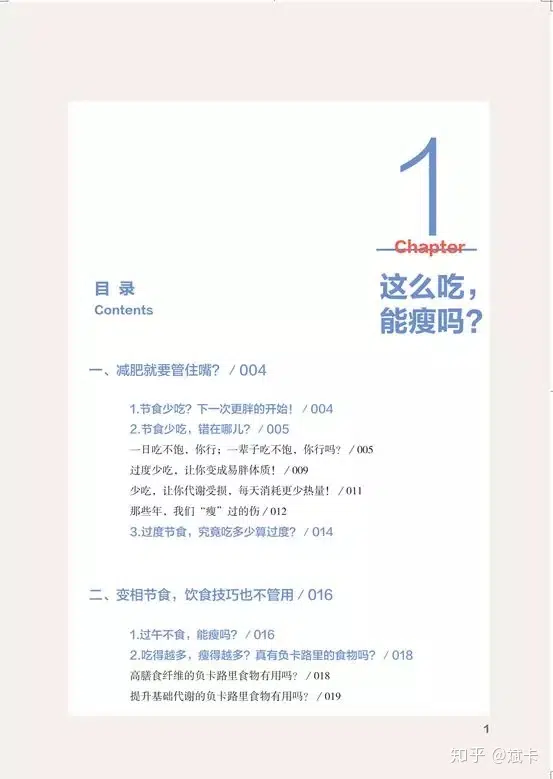 1
Chapter
这么吃，
能瘦吗？
目 录
Contents
一、减肥就要管住嘴？ / 004
1.节食少吃？下一次更胖的开始！ / 004
2.节食少吃，错在哪儿？ / 005
一日吃不饱，你行；一辈子吃不饱，你行吗？ / 005
过度少吃，让你变成易胖体质！ / 009
少吃，让你代谢受损，每天消耗更少热量！ / 011
那些年，我们“瘦”过的伤 / 012
3.过度节食，究竟吃多少算过度？ / 014
二、变相节食，饮食技巧也不管用 / 016
1.过午不食，能瘦吗？ / 016
2.吃得越多，瘦得越多？真有负卡路里的食物吗？ / 018
高膳食纤维的负卡路里食物有用吗？ / 018
提升基础代谢的负卡路里食物有用吗？ / 019
1
知乎 @斌卡